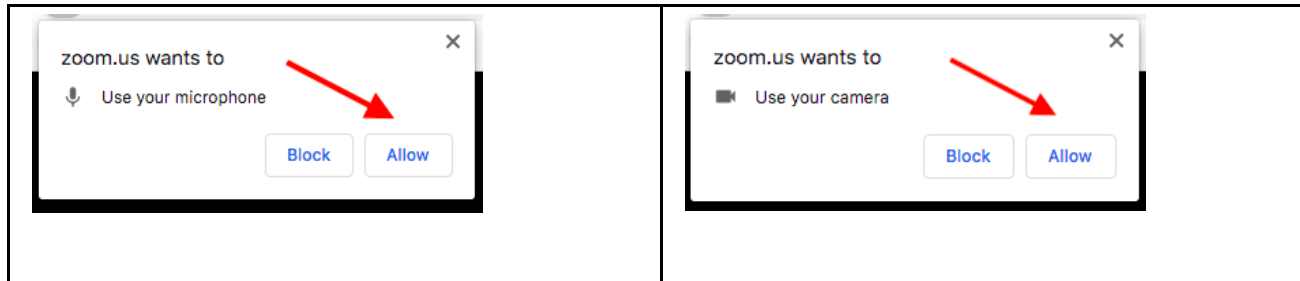 zoom.us wants to
Use your microphone
Block Allow
zoom.us wants to
Use your camera
Block Allow